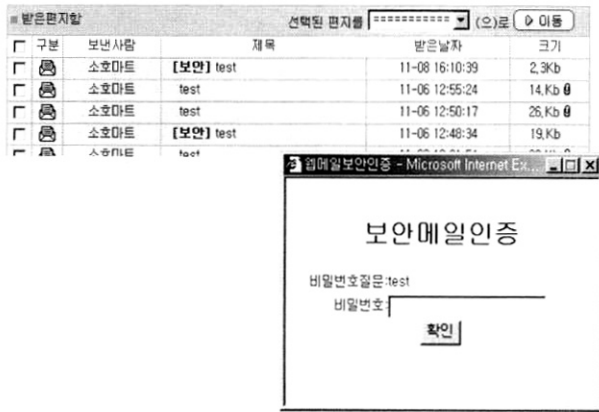 받은편지함 선택된 편지를 =========== (으)로 이동
구분 보낸사람 제목 받은날짜 크기
소호마트 [보안] test 11-08 16:10:39 2,3Kb
소호마트 test 11-06 12:55:24 14,Kb
소호마트 test 11-06 12:50:17 26,Kb
소호마트 [보안] test 11-06 12:48:34 19,Kb
소호마트 test
웹메일보안인증 - Microsoft Internet Ex...
보안메일인증
비밀번호질문:test
비밀번호:
확인